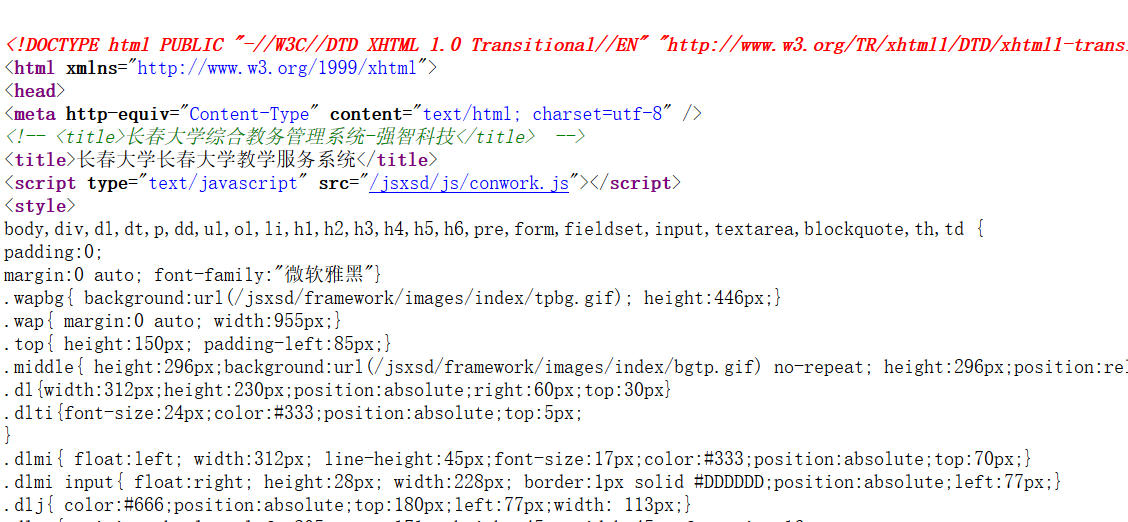 <!DOCTYPE html PUBLIC "-//W3C//DTD XHTML 1.0 Transitional//EN" "http://www.w3.org/TR/xhtml1/DTD/xhtml1-trans
<html xmlns="http://www.w3.org/1999/xhtml">
<head>
<meta http-equiv="Content-Type" content="text/html; charset=utf-8" />
<!-- <title>长春大学综合教务管理系统-强智科技</title>  -->
<title>长春大学长春大学教学服务系统</title>
<script type="text/javascript" src="/jsxsd/js/conwork.js"></script>
<style>
body,div,dl,dt,p,dd,ul,ol,li,h1,h2,h3,h4,h5,h6,pre,form,fieldset,input,textarea,blockquote,th,td {
padding:0;
margin:0 auto; font-family:"微软雅黑"}
.wapbg{ background:url(/jsxsd/framework/images/index/tpbg.gif); height:446px;}
.wap{ margin:0 auto; width:955px;}
.top{ height:150px; padding-left:85px;}
.middle{ height:296px;background:url(/jsxsd/framework/images/index/bgtp.gif) no-repeat; height:296px;position:rel
.dl{width:312px;height:230px;position:absolute;right:60px;top:30px}
.dlti{font-size:24px;color:#333;position:absolute;top:5px;
}
.dlmi{ float:left; width:312px; line-height:45px;font-size:17px;color:#333;position:absolute;top:70px;}
.dlmi input{ float:right; height:28px; width:228px; border:1px solid #DDDDDD;position:absolute;left:77px;}
.dlj{ color:#666;position:absolute;top:180px;left:77px;width: 113px;}